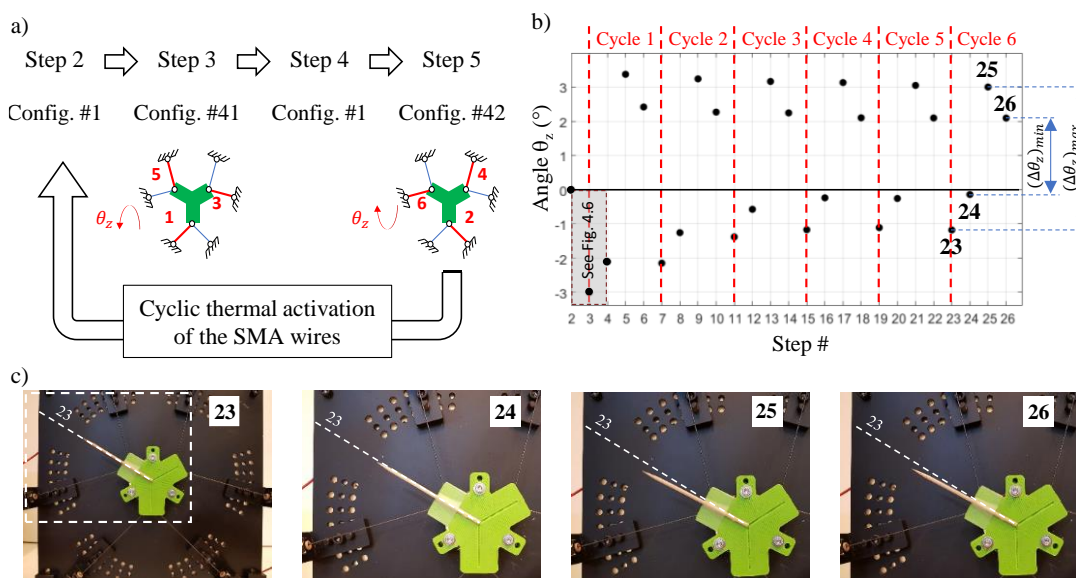 a)
Step 2 Step 3 Step 4 Step 5
Config. #1 Config. #41 Config. #1 Config. #42
5
1
3
θz
4
6
2
θz
Cyclic thermal activation
of the SMA wires
b)
Cycle 1 Cycle 2 Cycle 3 Cycle 4 Cycle 5 Cycle 6
Angle θz (°)
3
2
1
0
-1
-2
-3
See Fig. 4.6
25
26
24
23
(Δθz)min
(Δθz)max
2 3 4 5 6 7 8 9 10 11 12 13 14 15 16 17 18 19 20 21 22 23 24 25 26
Step #
c)
23 23
23 24
23 25
23 26